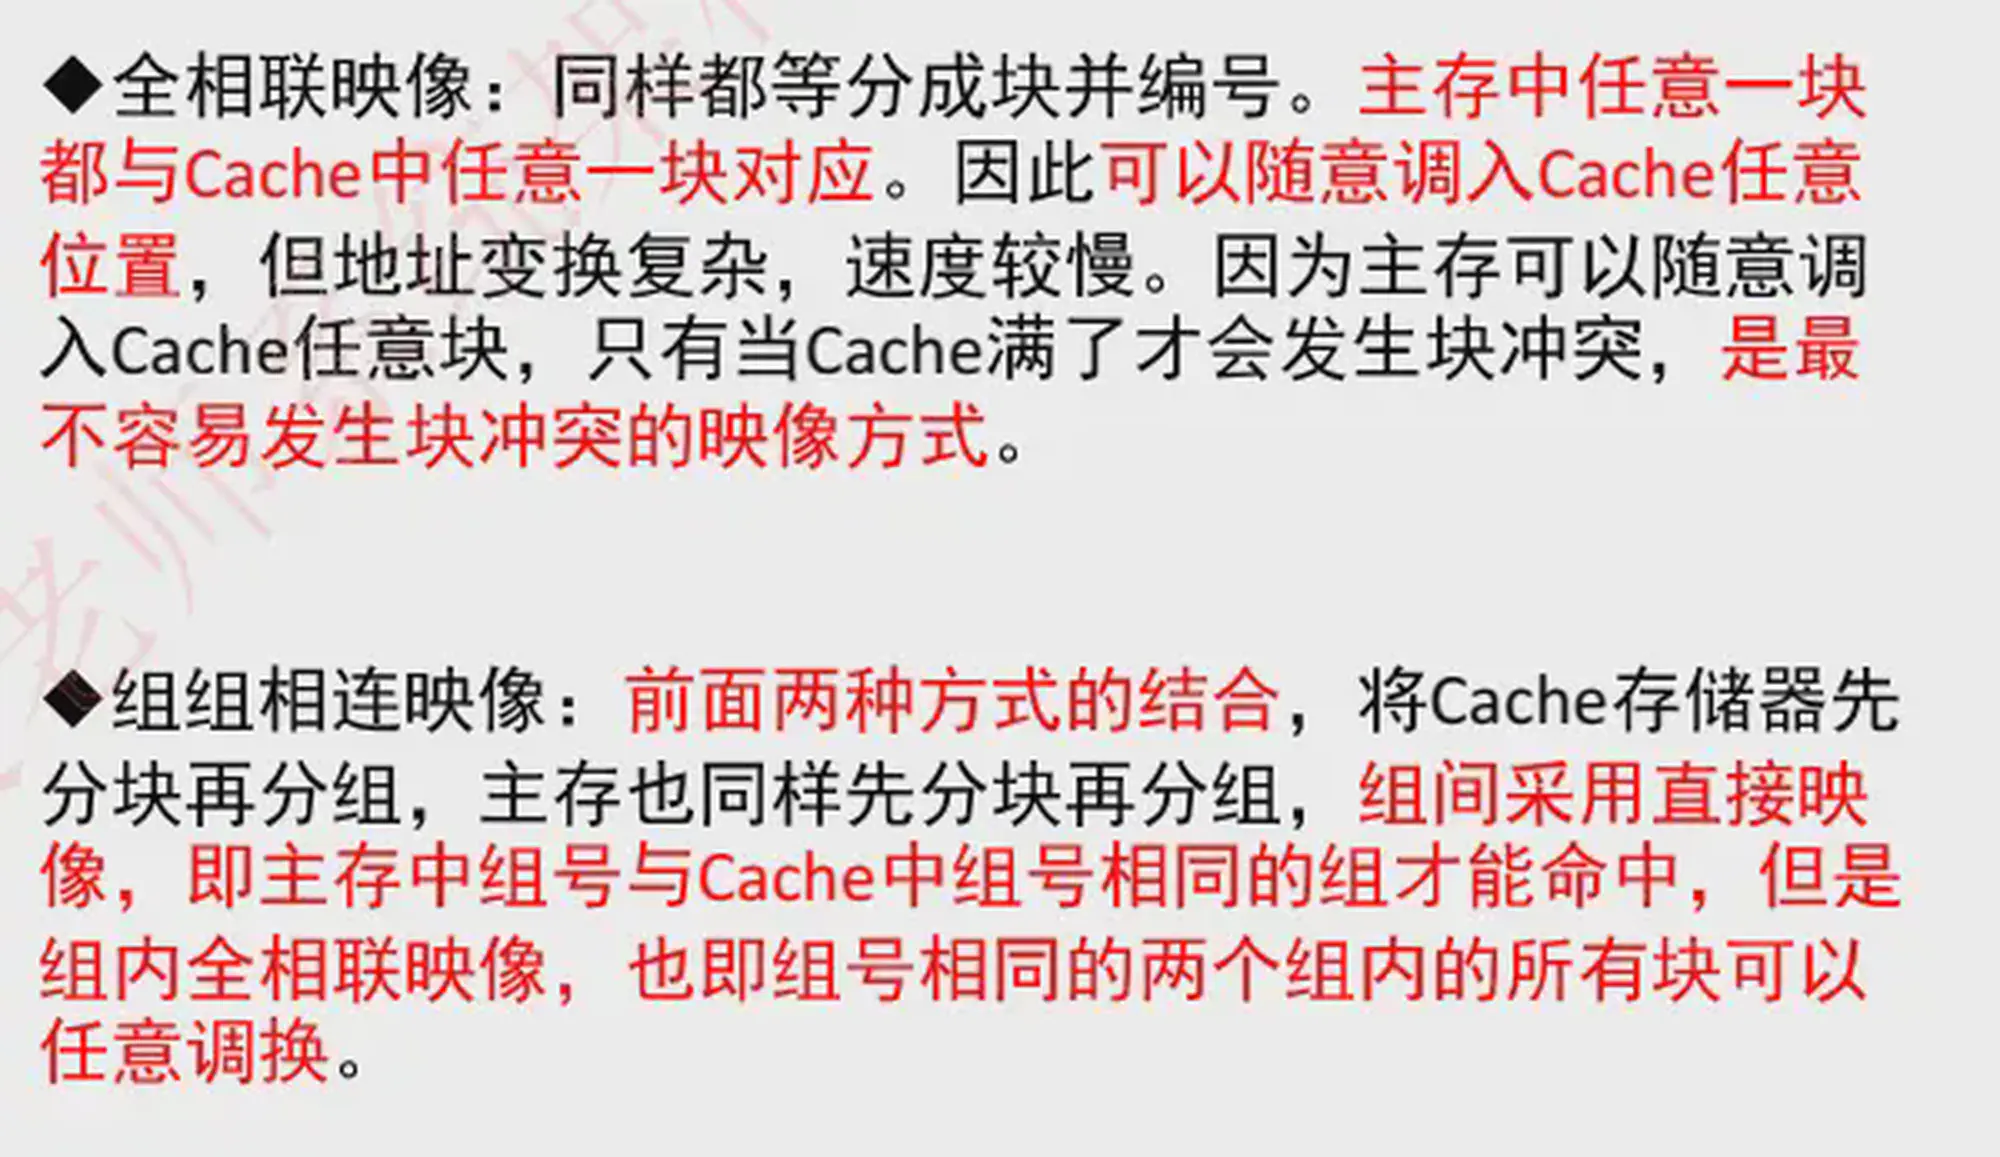 ◆全相联映像：同样都等分成块并编号。主存中任意一块
都与Cache中任意一块对应。因此可以随意调入Cache任意
位置，但地址变换复杂，速度较慢。因为主存可以随意调
入Cache任意块，只有当Cache满了才会发生块冲突，是最
不容易发生块冲突的映像方式。
◆组组相连映像：前面两种方式的结合，将Cache存储器先
分块再分组，主存也同样先分块再分组，组间采用直接映
像，即主存中组号与Cache中组号相同的组才能命中，但是
组内全相联映像，也即组号相同的两个组内的所有块可以
任意调换。
老师